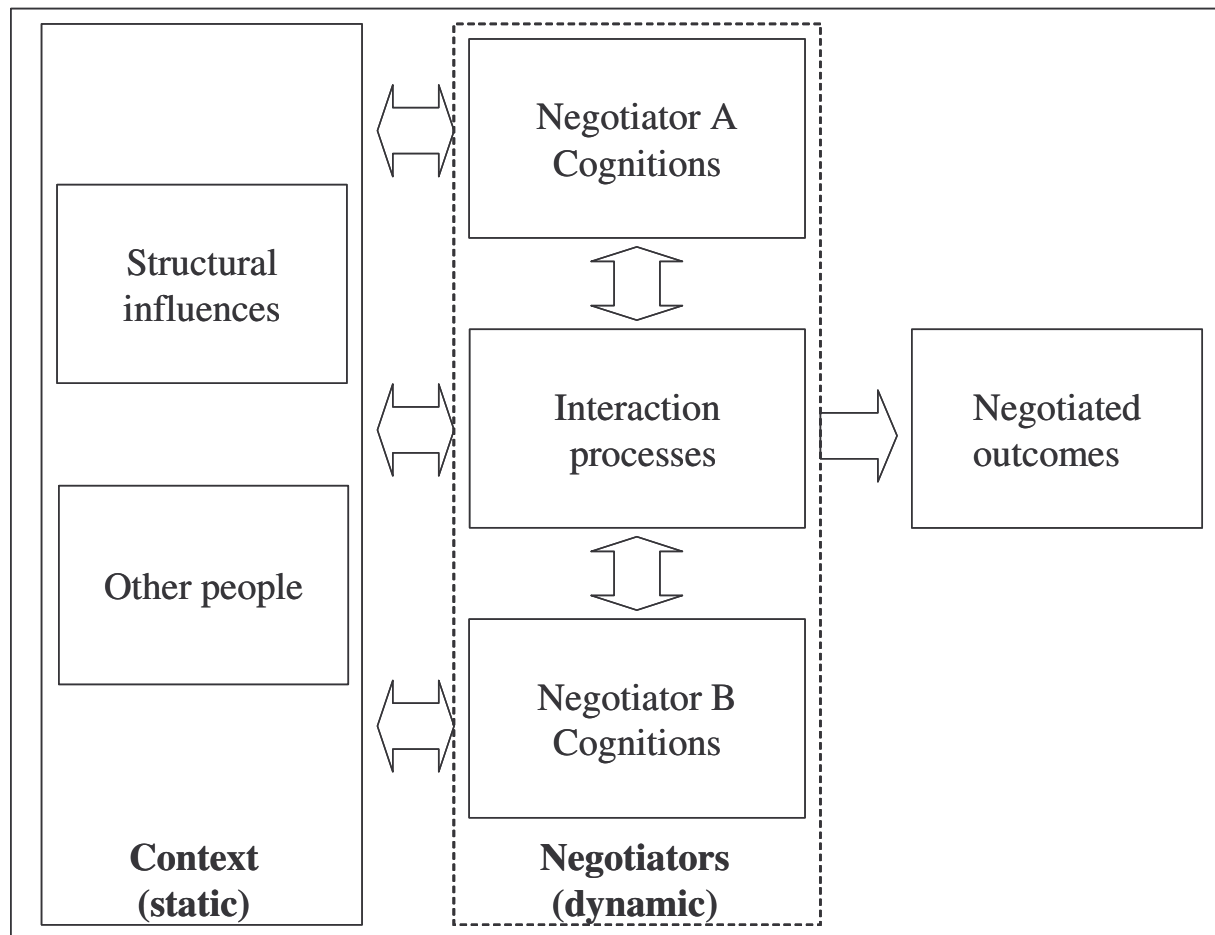 Structural
influences
Other people
Context
(static)
Negotiator A
Cognitions
Interaction
processes
Negotiator B
Cognitions
Negotiators
(dynamic)
Negotiated
outcomes